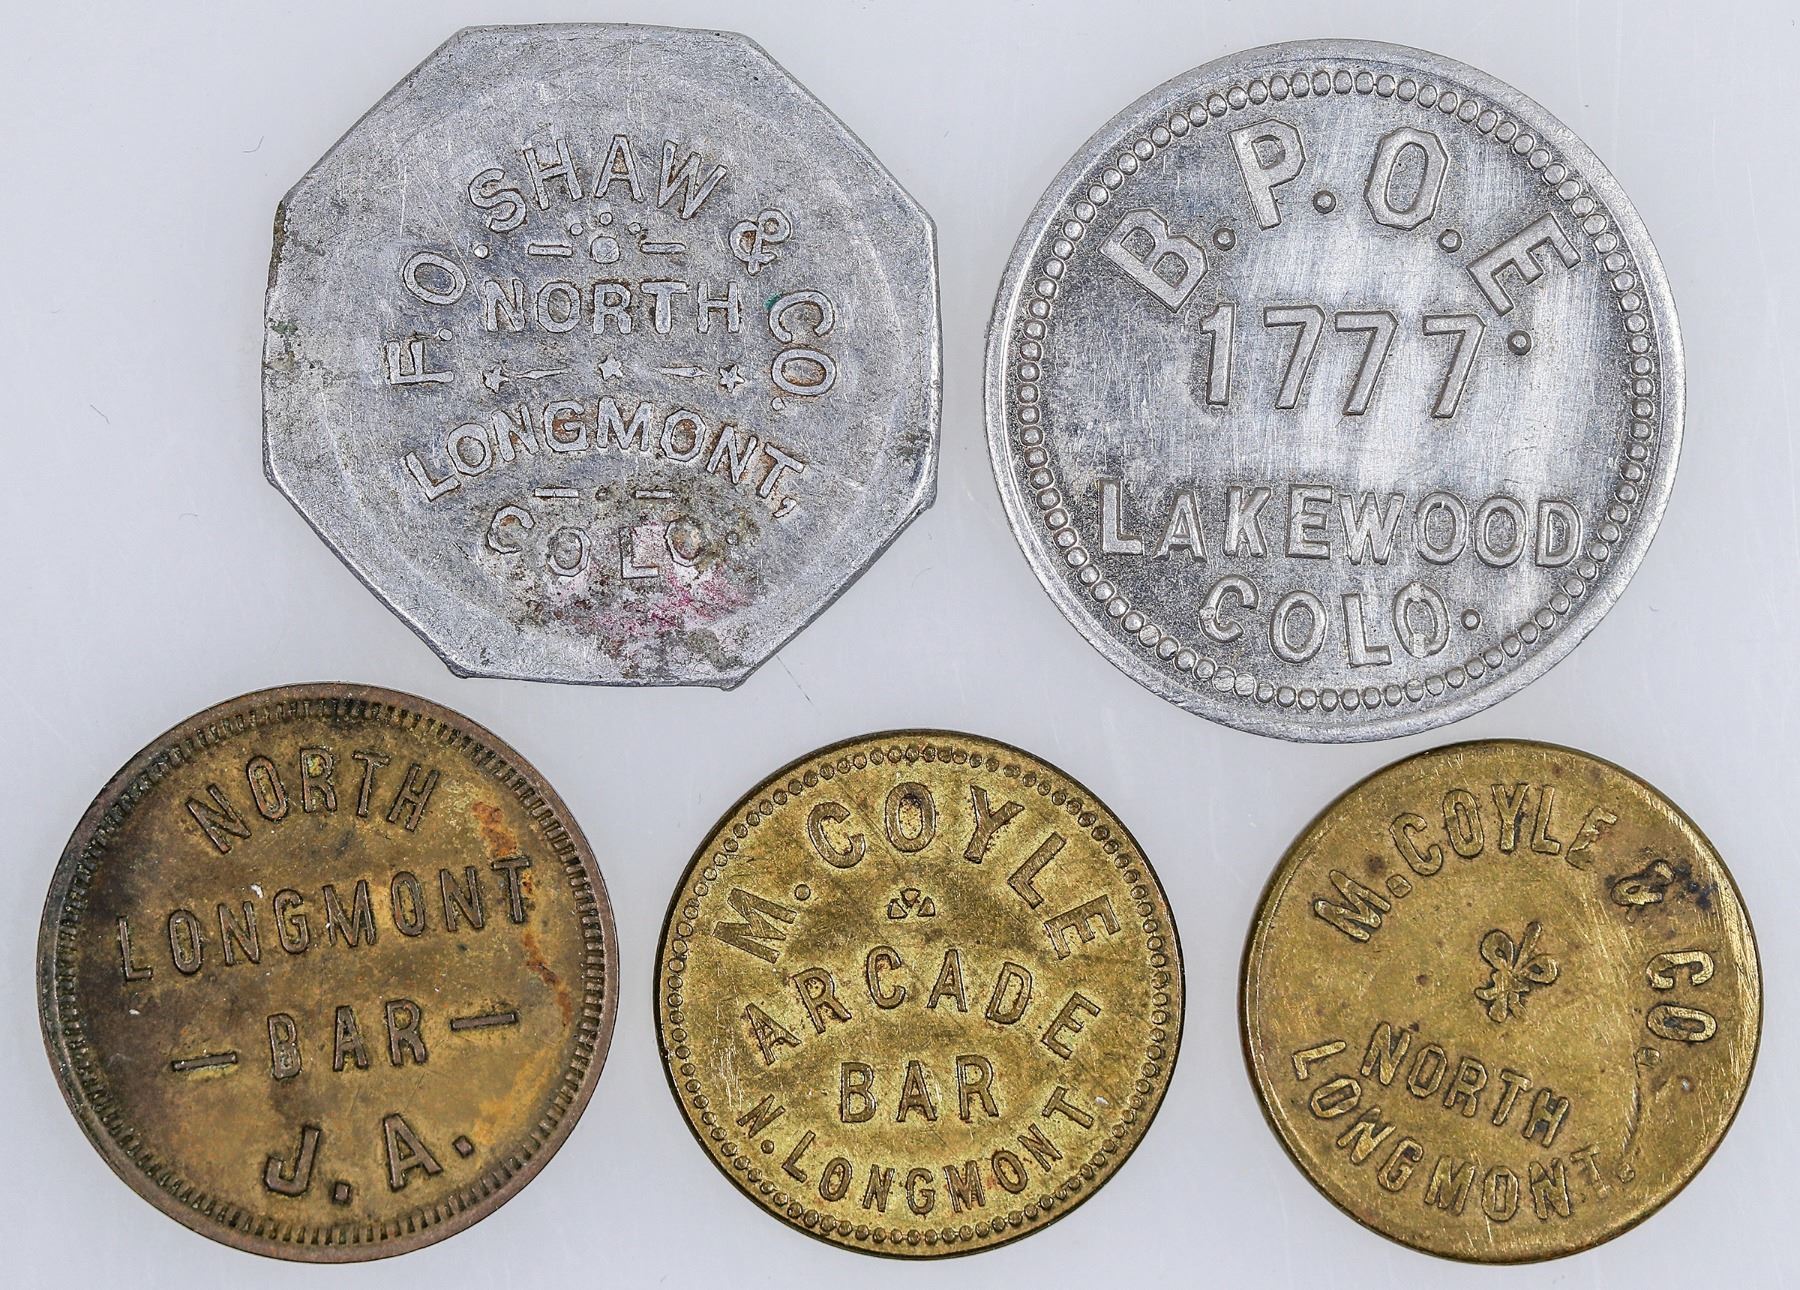 F. O. SHAW & CO.
NORTH
LONGMONT,
COLO.
B. P. O. E.
1777
LAKEWOOD
COLO.
NORTH
LONGMONT
— BAR —
J. A.
M. COYLE
ARCADE
BAR
N. LONGMONT,
M. COYLE & CO.
NORTH
LONGMONT.